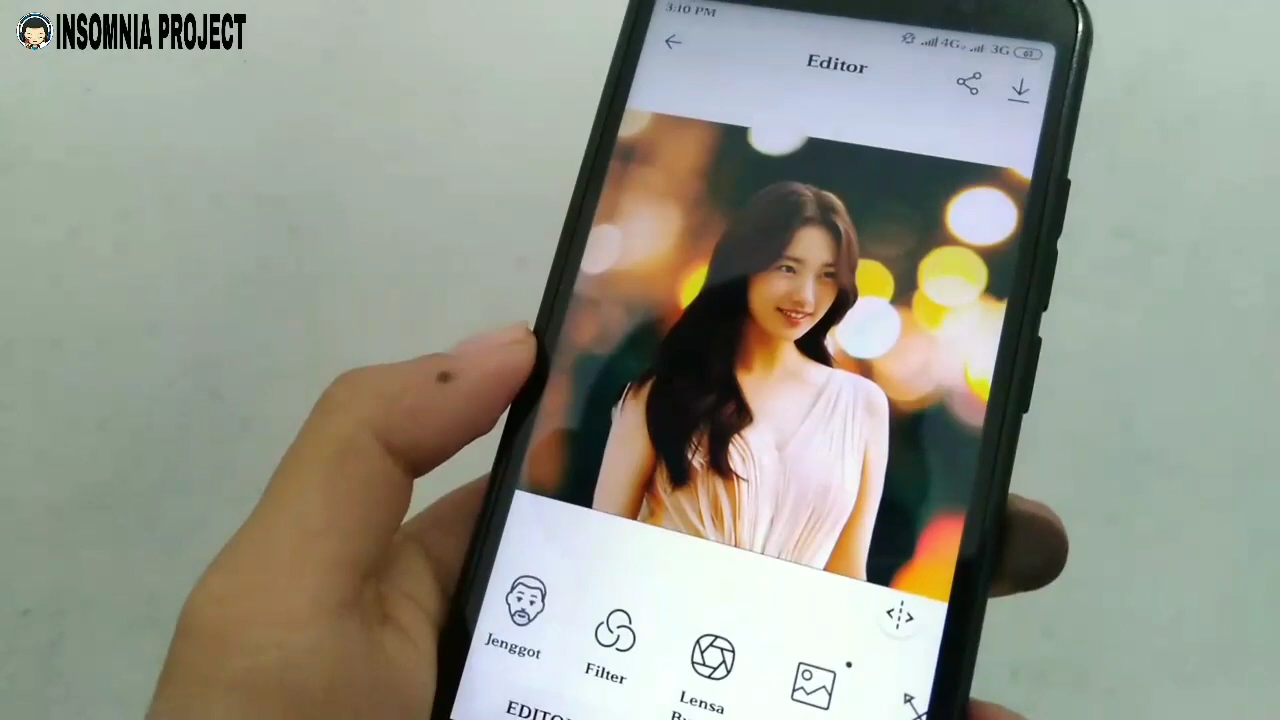 INSOMNIA PROJECT
3:10 PM
4G
3G
Editor
Jenggot
Filter
Lensa